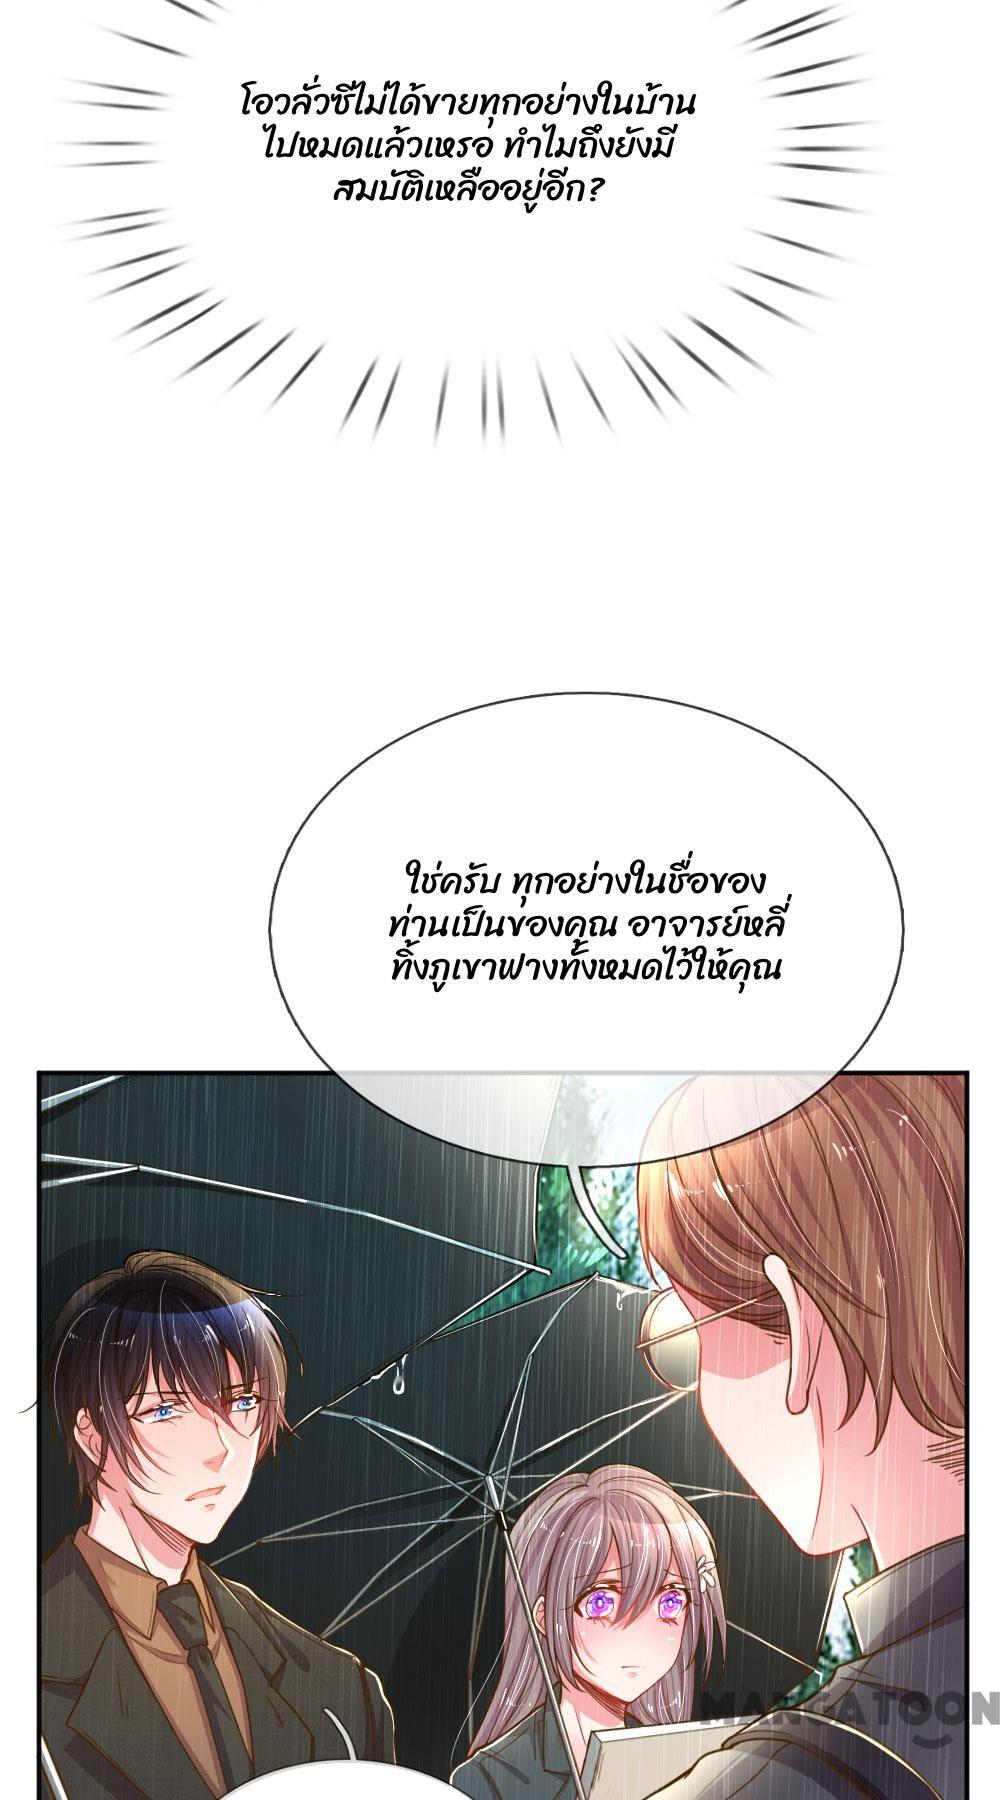 โอวลั่วซีไม่ได้ขายทุกอย่างในบ้าน
ไปหมดแล้วเหรอ ทำไมถึงยังมี
สมบัติเหลืออยู่อีก?
ใช่ครับ ทุกอย่างในชื่อของ
ท่านเป็นของคุณ อาจารย์หลี่
ทิ้งภูเขาฟางทั้งหมดไว้ให้คุณ
MANGATOON